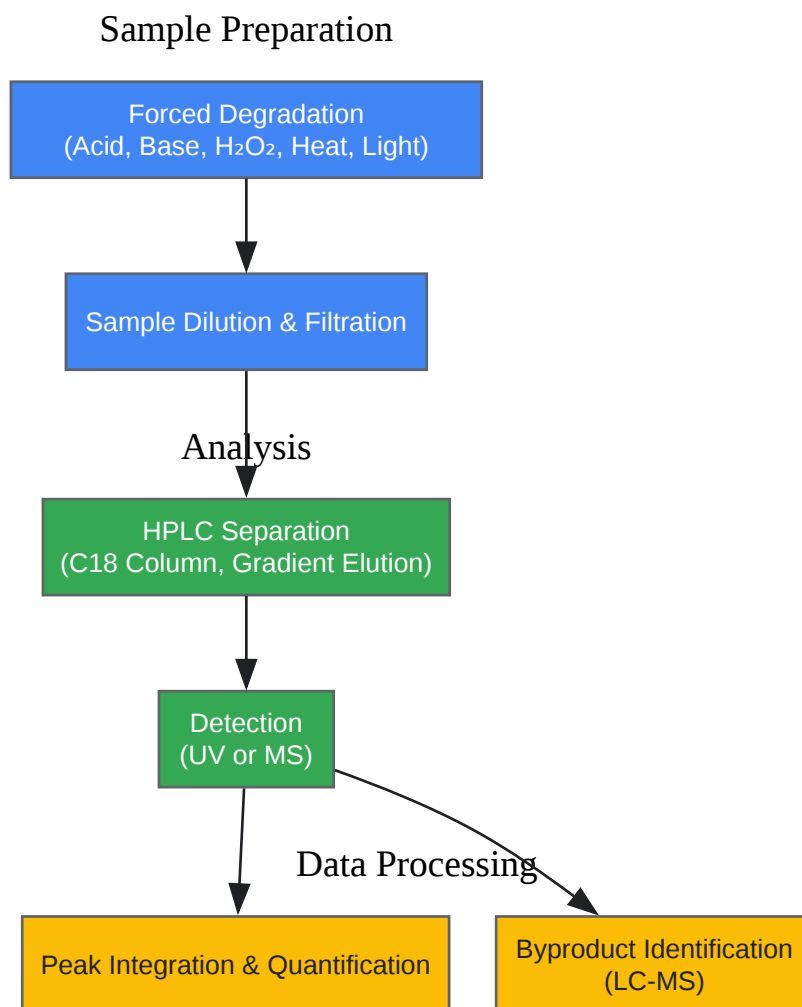 Sample Preparation
Forced Degradation
(Acid, Base, H₂O₂, Heat, Light)
Sample Dilution & Filtration
Analysis
HPLC Separation
(C18 Column, Gradient Elution)
Detection
(UV or MS)
Data Processing
Peak Integration & Quantification
Byproduct Identification
(LC-MS)